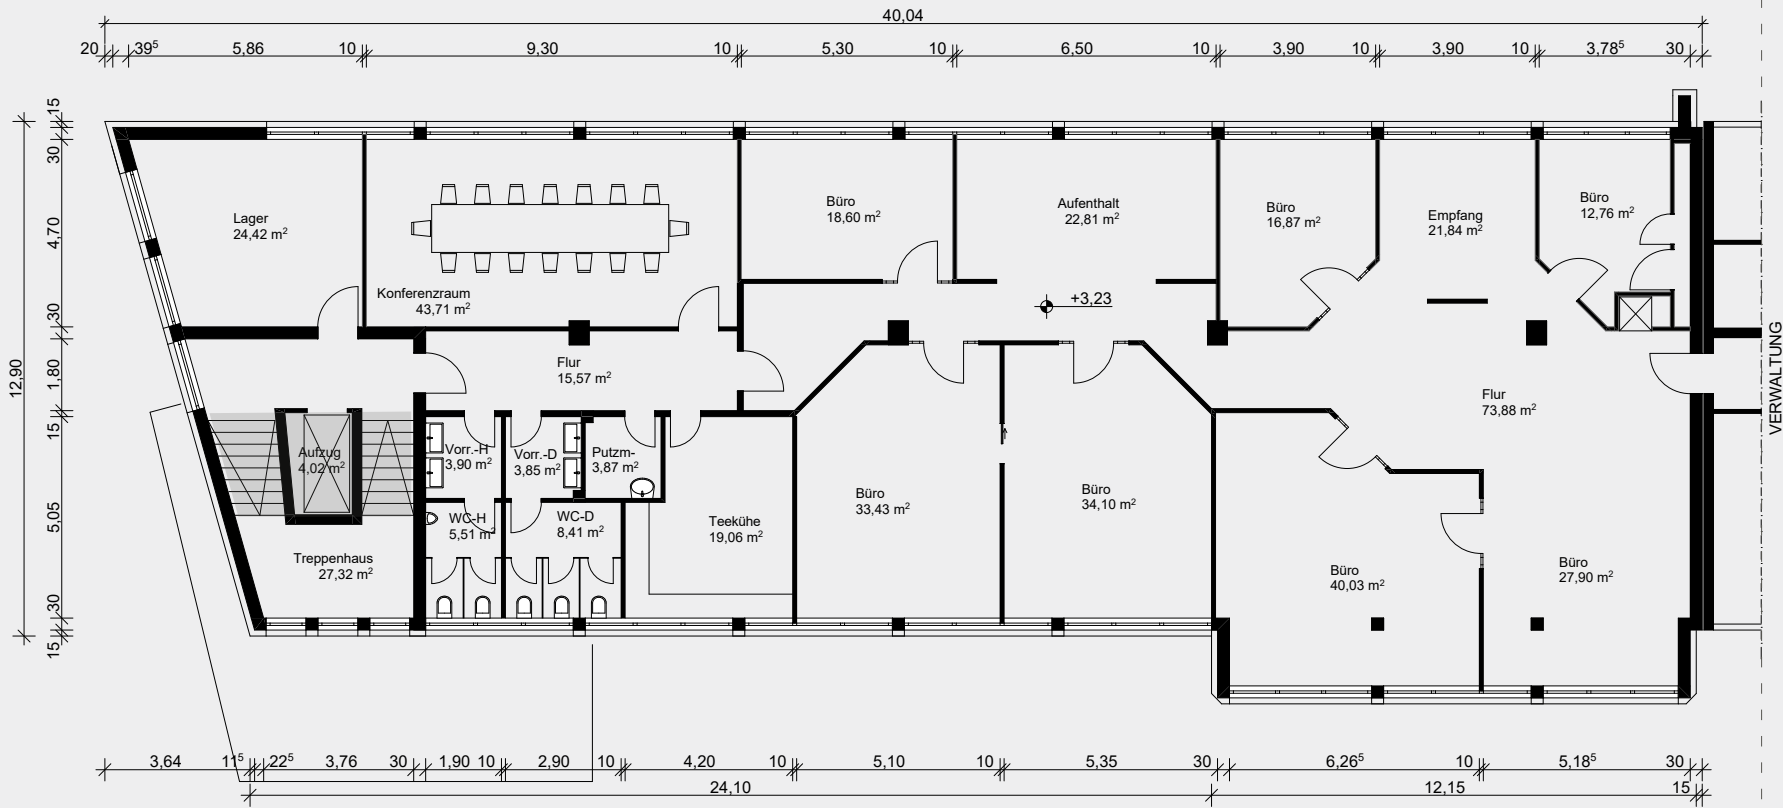 40,04
20 39⁵ 5,86 10 9,30 10 5,30 10 6,50 10 3,90 10 3,90 10 3,78⁵ 30
15
30
4,70
30
1,80
15
5,05
30
15
12,90
Lager
24,42 m²
Konferenzraum
43,71 m²
Büro
18,60 m²
Aufenthalt
22,81 m²
Büro
16,87 m²
Empfang
21,84 m²
Büro
12,76 m²
+3,23
Flur
15,57 m²
Flur
73,88 m²
VERWALTUNG
Aufzug
4,02 m²
Vorr.-H
3,90 m²
Vorr.-D
3,85 m²
Putzm-
3,87 m²
WC-H
5,51 m²
WC-D
8,41 m²
Teekühe
19,06 m²
Büro
33,43 m²
Büro
34,10 m²
Treppenhaus
27,32 m²
Büro
40,03 m²
Büro
27,90 m²
3,64 11⁵ 22⁵ 3,76 30 1,90 10 2,90 10 4,20 10 5,10 10 5,35 30 6,26⁵ 10 5,18⁵ 30
24,10 12,15 15